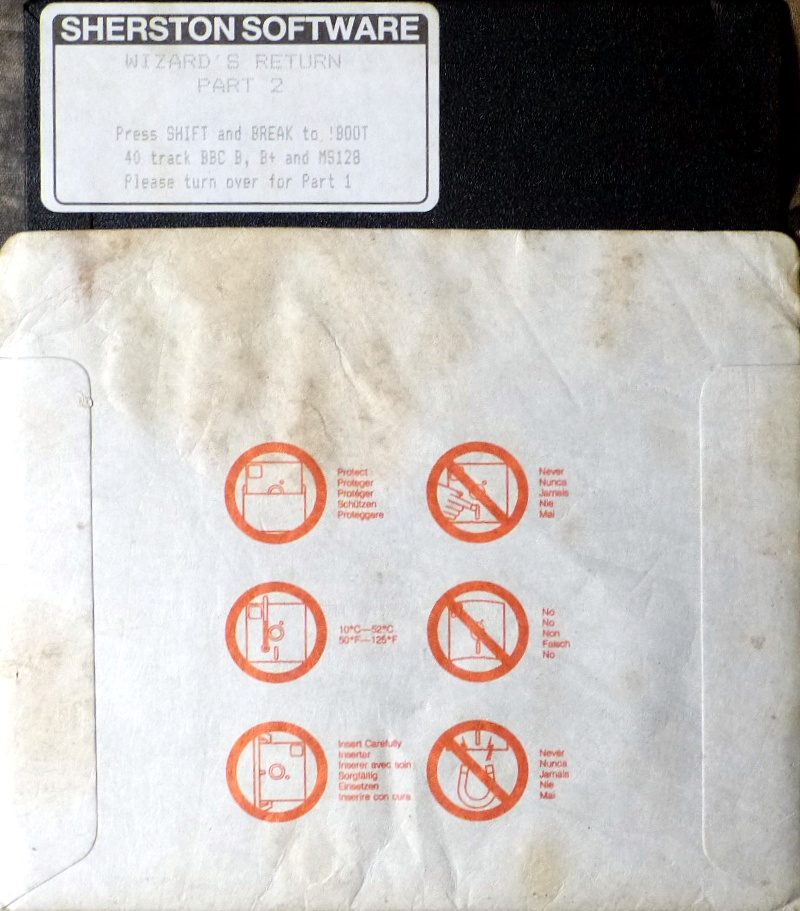 SHERSTON SOFTWARE
WIZARD'S RETURN
PART 2
Press SHIFT and BREAK to !BOOT
40 track BBC B, B+ and MS128
Please turn over for Part 1
Protect
Proteger
Protéger
Schützen
Proteggere
Never
Nunca
Jamais
Nie
Mai
10°C—52°C
50°F—125°F
No
No
Non
Falsch
No
Insert Carefully
Insertar
Inserer avec soin
Sorgfältig
Einsetzen
Inserire con cura
Never
Nunca
Jamais
Nie
Mai